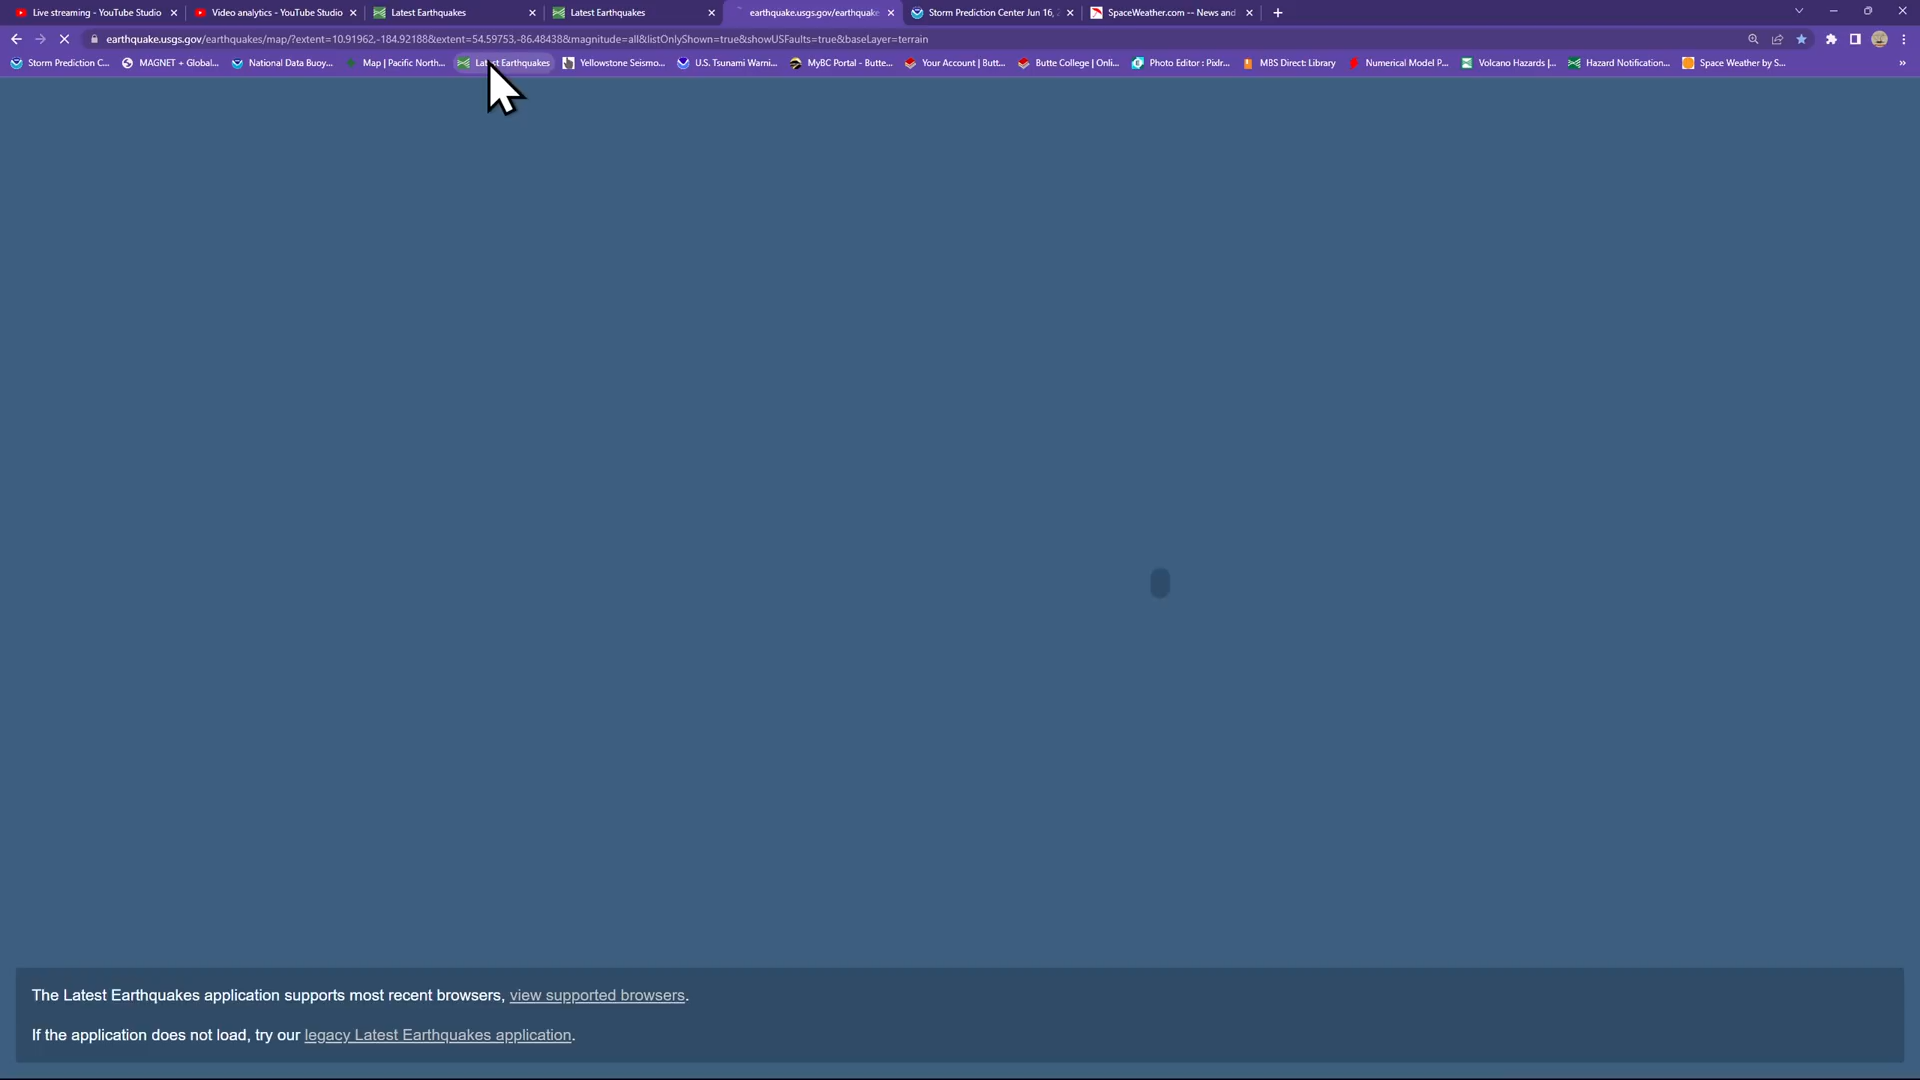 Live streaming - YouTube Studio
Video analytics - YouTube Studio
Latest Earthquakes
Latest Earthquakes
earthquake.usgs.gov/earthquake
Storm Prediction Center Jun 16,
SpaceWeather.com -- News and
earthquake.usgs.gov/earthquakes/map/?extent=10.91962,-184.92188&extent=54.59753,-86.48438&magnitude=all&listOnlyShown=true&showUSFaults=true&baseLayer=terrain
Storm Prediction C...
MAGNET + Global...
National Data Buoy...
Map | Pacific North...
Latest Earthquakes
Yellowstone Seismo...
U.S. Tsunami Warni...
MyBC Portal - Butte...
Your Account | Butt...
Butte College | Onli...
Photo Editor : Pixlr...
MBS Direct: Library
Numerical Model P...
Volcano Hazards |...
Hazard Notification...
Space Weather by S...
The Latest Earthquakes application supports most recent browsers, view supported browsers.
If the application does not load, try our legacy Latest Earthquakes application.